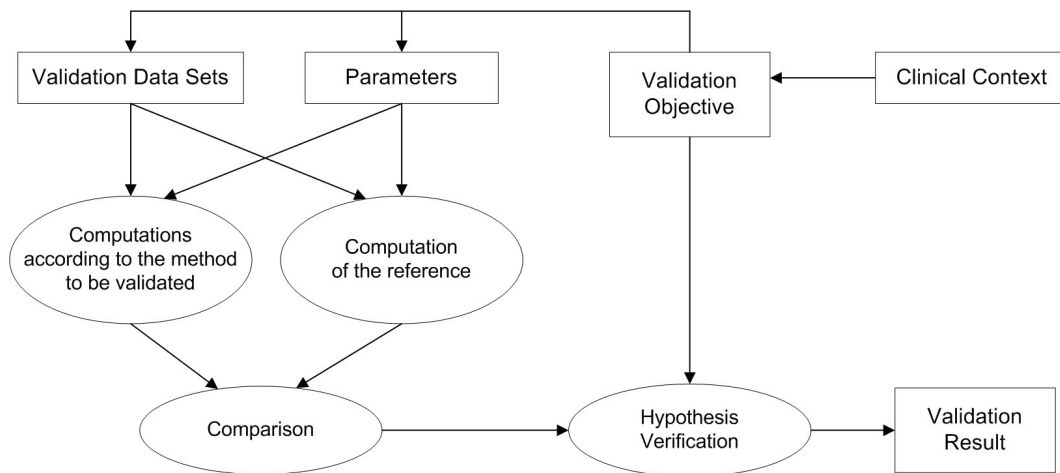 Validation Data Sets
Parameters
Validation
Objective
Clinical Context
Computations
according to the method
to be validated
Computation
of the reference
Comparison
Hypothesis
Verification
Validation
Result